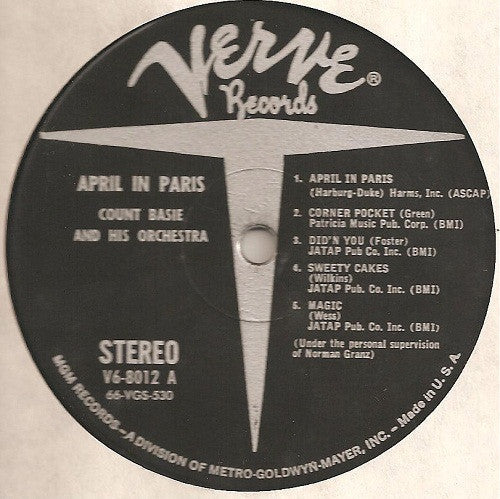 VERVE®
Records
APRIL IN PARIS
COUNT BASIE
AND HIS ORCHESTRA
STEREO
V6-8012 A
66-VGS-530
1. APRIL IN PARIS
(Harburg-Duke) Harms, Inc. (ASCAP)
2. CORNER POCKET (Green)
Patricia Music Pub. Corp. (BMI)
3. DID'N YOU (Foster)
JATAP Pub Co. Inc. (BMI)
4. SWEETY CAKES
(Wilkins)
JATAP Pub. Co. Inc. (BMI)
5. MAGIC
(Wess)
JATAP Pub. Co. Inc. (BMI)
(Under the personal supervision
of Norman Granz)
MGM RECORDS—A DIVISION OF METRO-GOLDWYN-MAYER, INC. – Made in U. S. A.